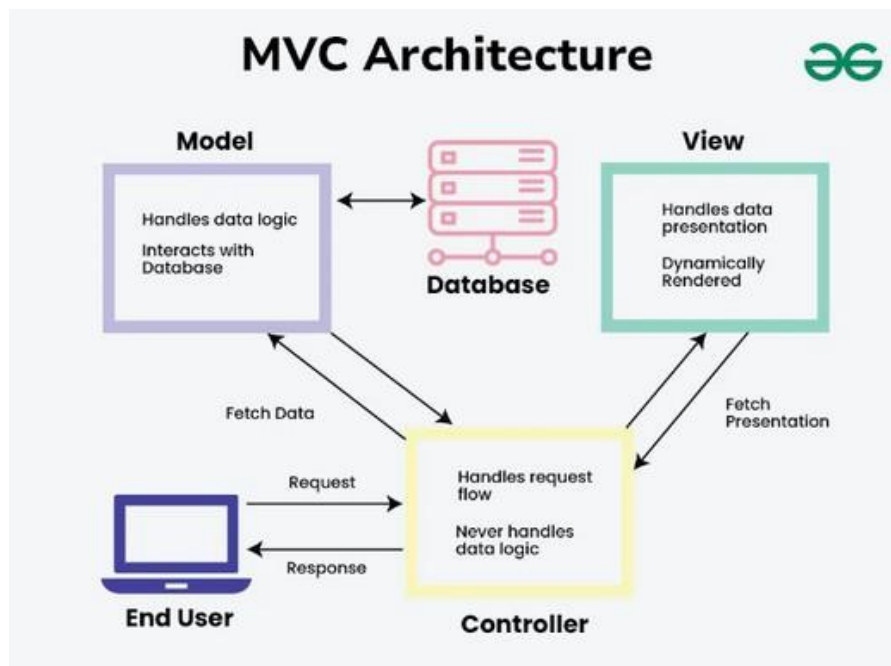 MVC Architecture
Model
View
Handles data logic
Interacts with
Database
Handles data
presentation
Dynamically
Rendered
Database
Fetch Data
Fetch
Presentation
Request
Response
Handles request
flow
Never handles
data logic
End User
Controller